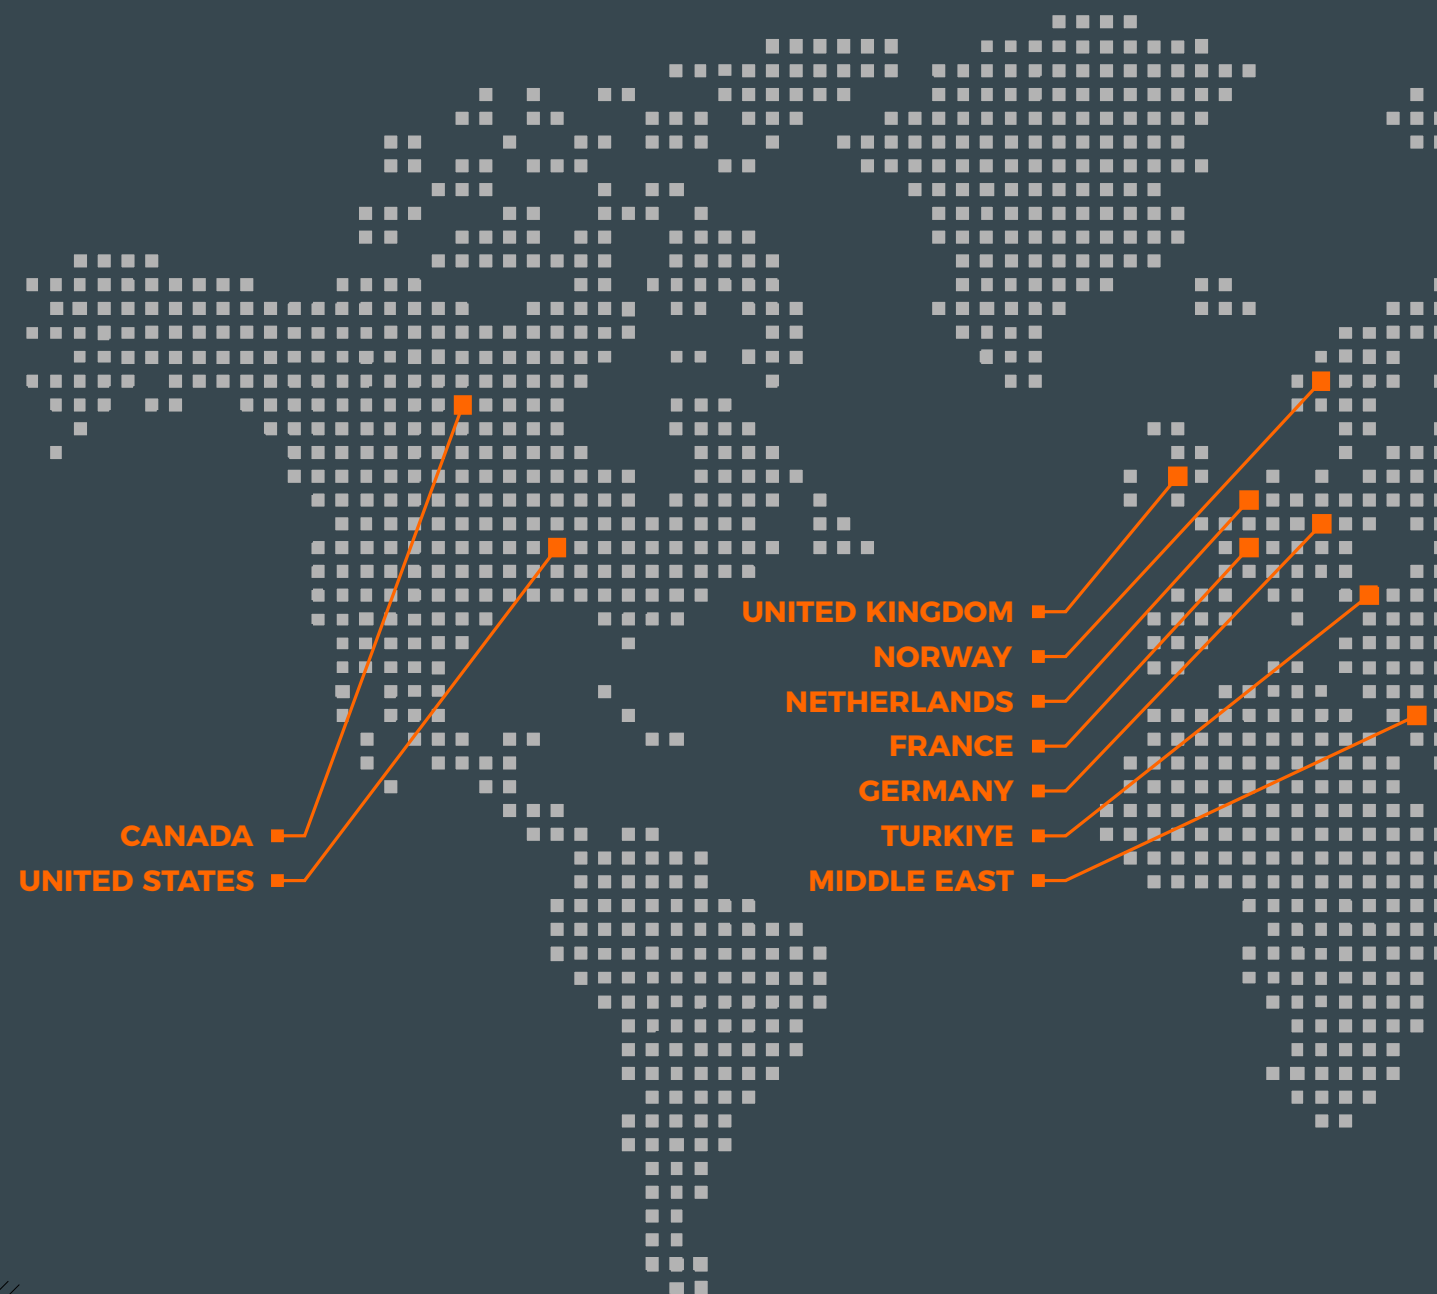 UNITED KINGDOM
NORWAY
NETHERLANDS
FRANCE
GERMANY
CANADA
TURKIYE
UNITED STATES
MIDDLE EAST